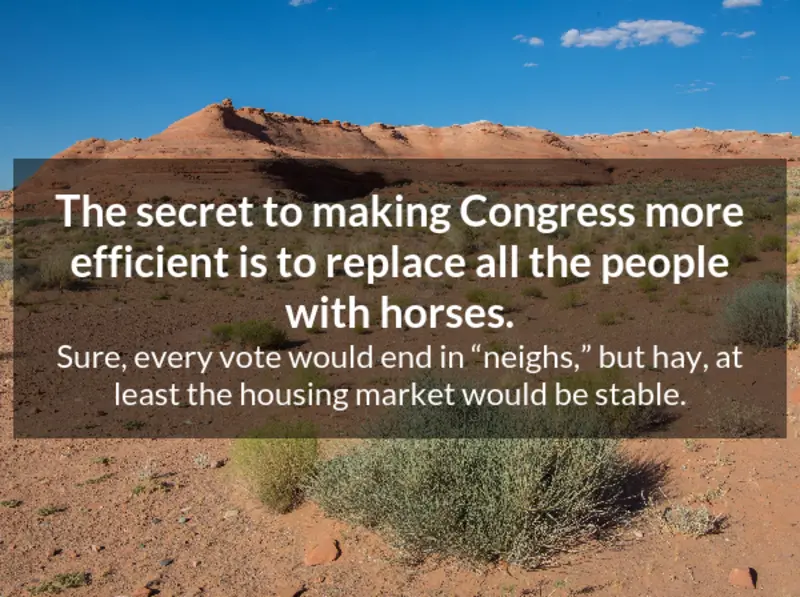 The secret to making Congress more
efficient is to replace all the people
with horses.
Sure, every vote would end in “neighs,” but hay, at
least the housing market would be stable.